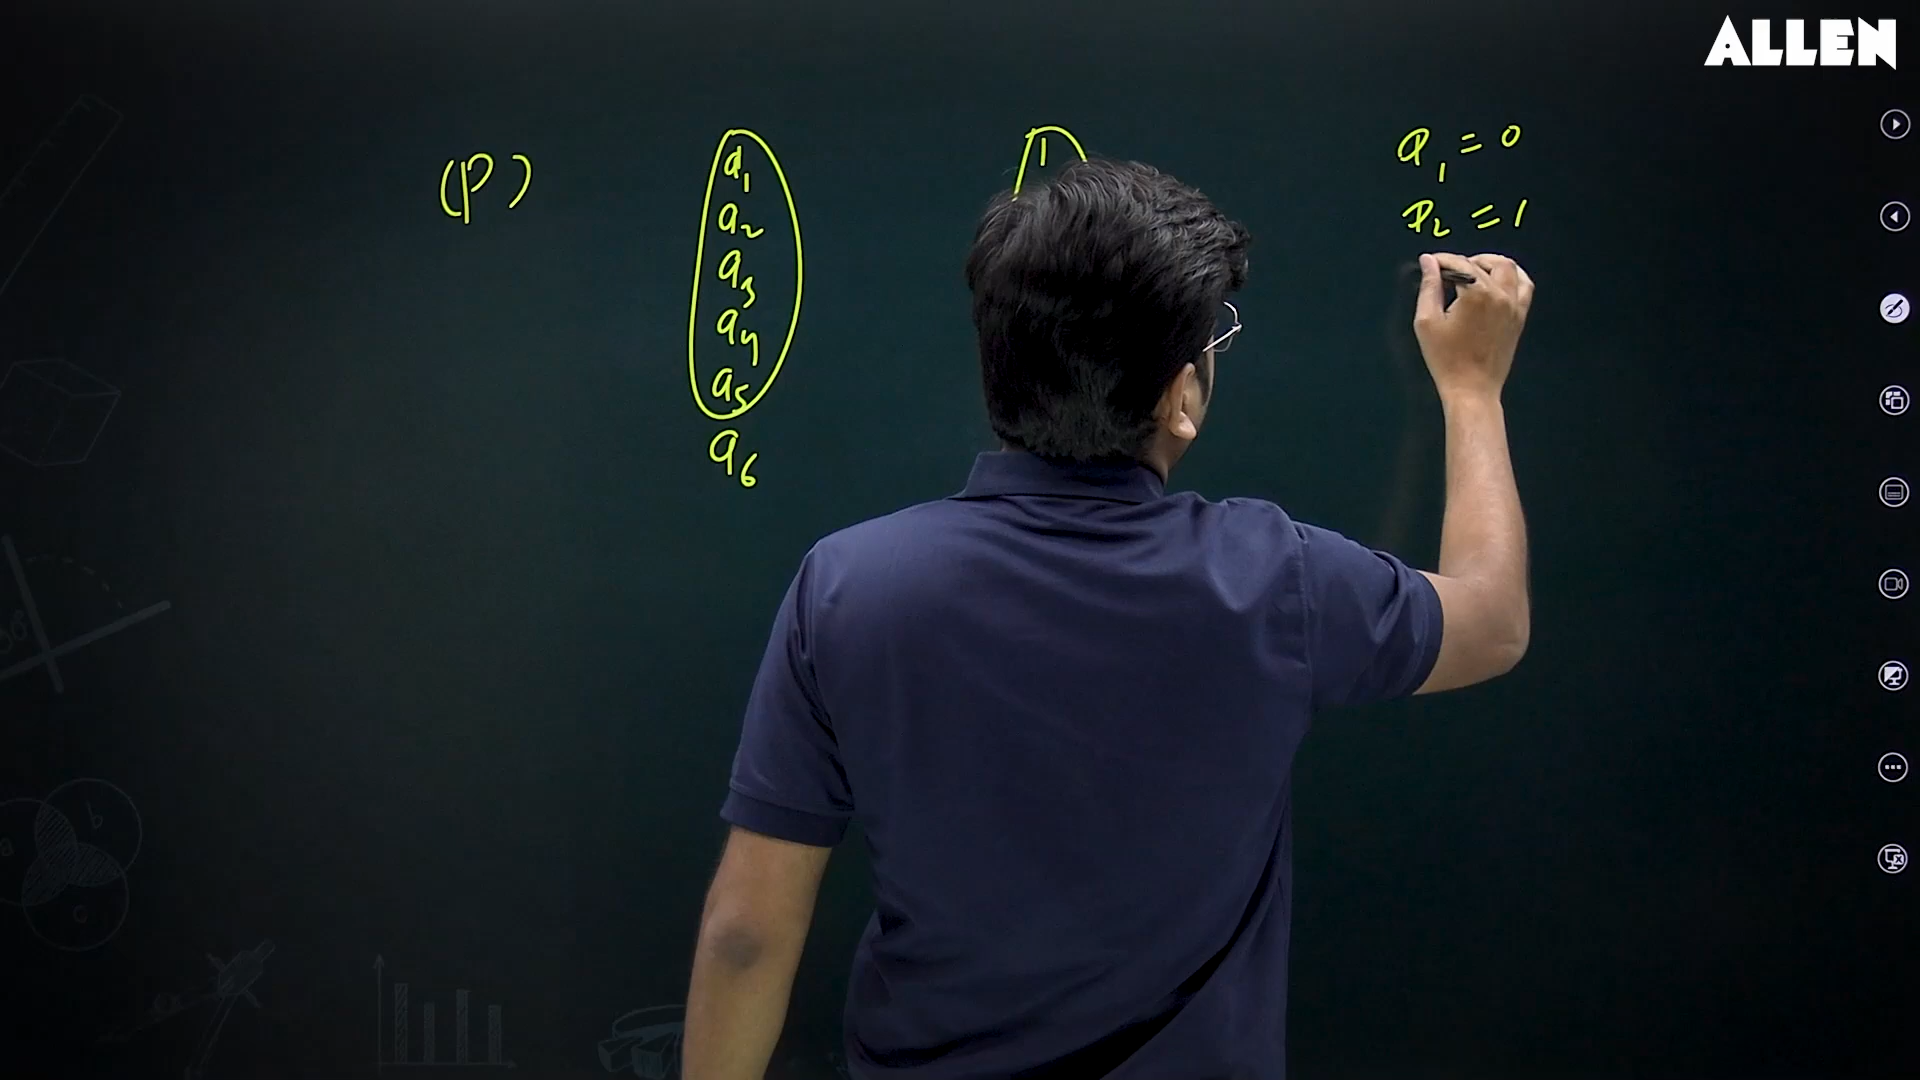 ALLEN
(P)
a1
a2
a3
a4
a5
a6
1
a1 = 0
a2 = 1